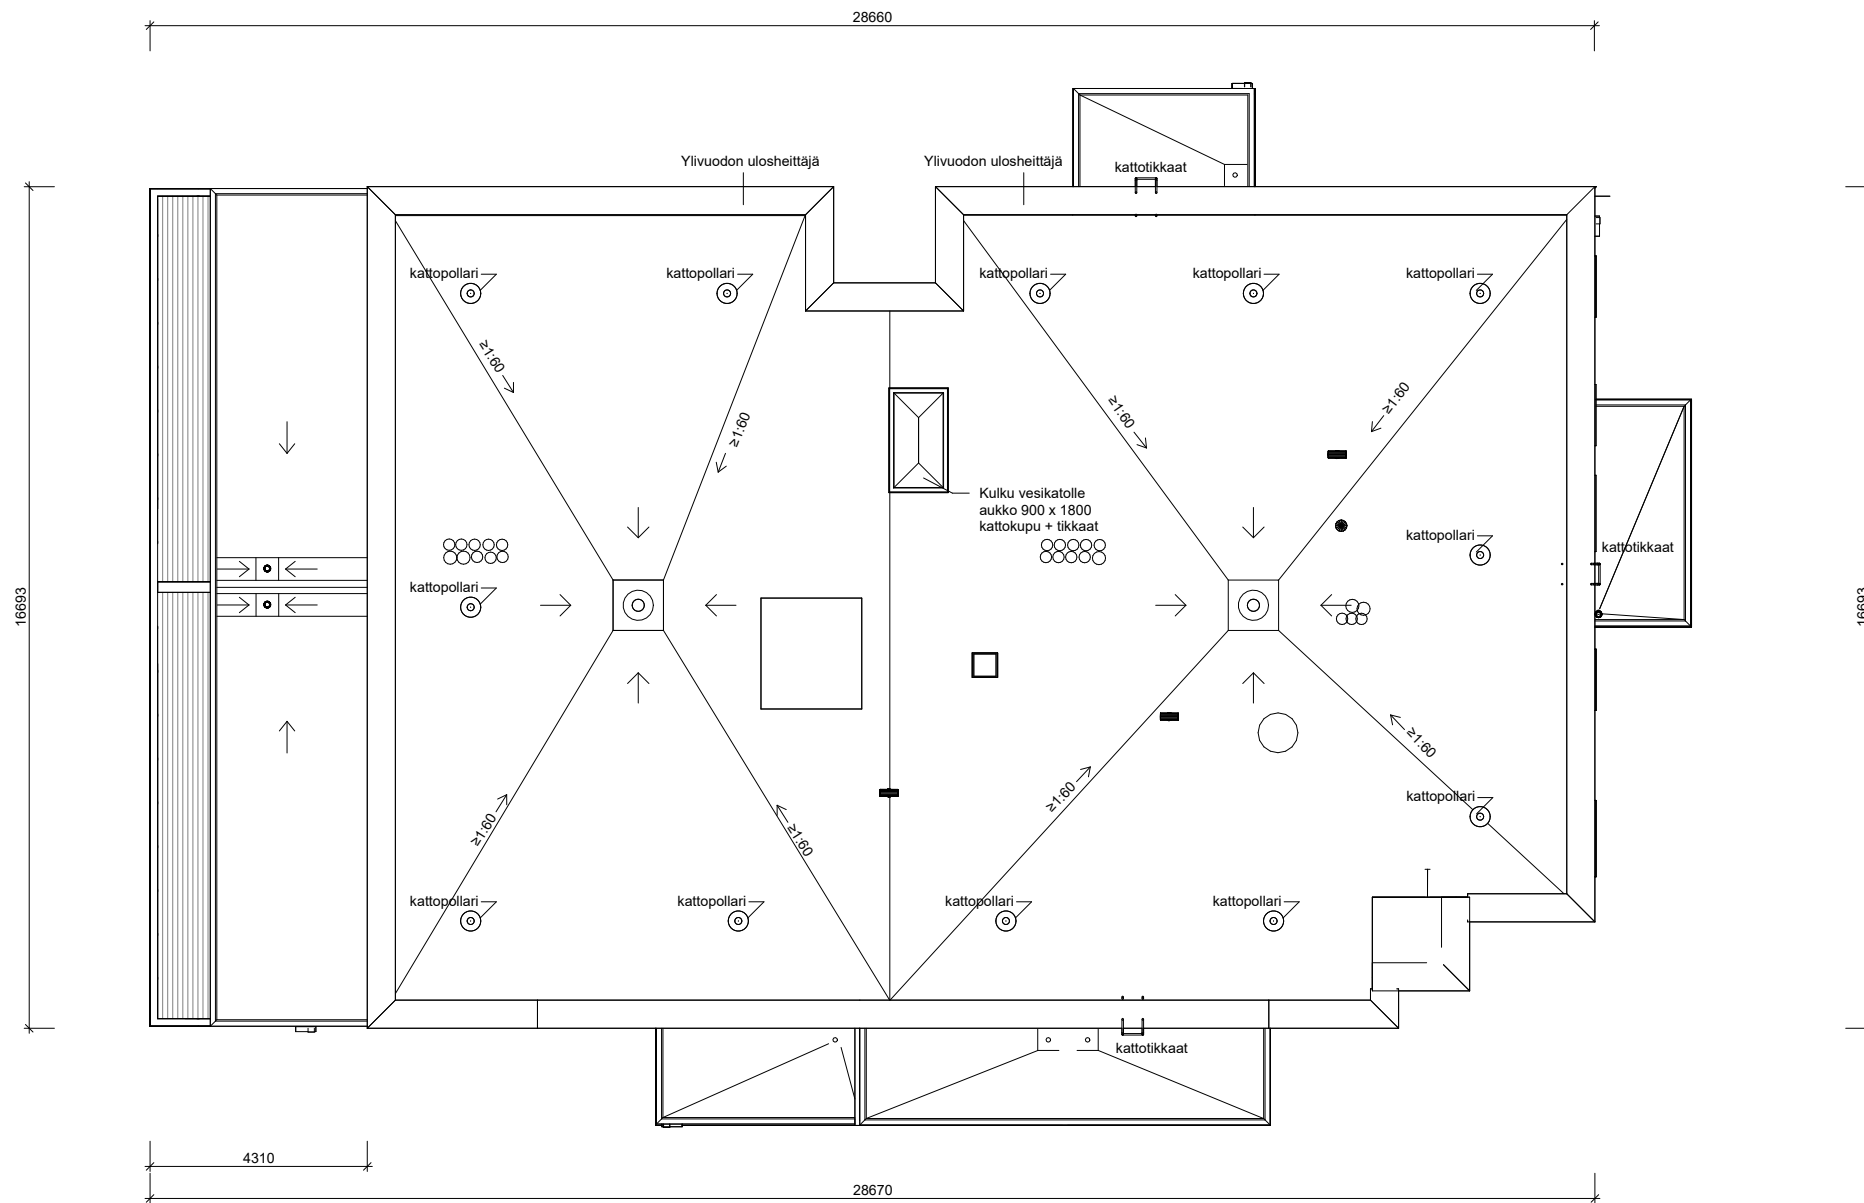 28660
Ylivuodon ulosheittäjä
Ylivuodon ulosheittäjä
kattotikkaat
kattopollari
kattopollari
kattopollari
kattopollari
kattopollari
≥1:60
≥1:60
≥1:60
≥1:60
Kulku vesikatolle
aukko 900 x 1800
kattokupu + tikkaat
kattopollari
kattotikkaat
kattopollari
16693
16693
≥1:60
kattopollari
≥1:60
≥1:60
≥1:60
kattopollari
kattopollari
kattopollari
kattopollari
kattotikkaat
4310
28670